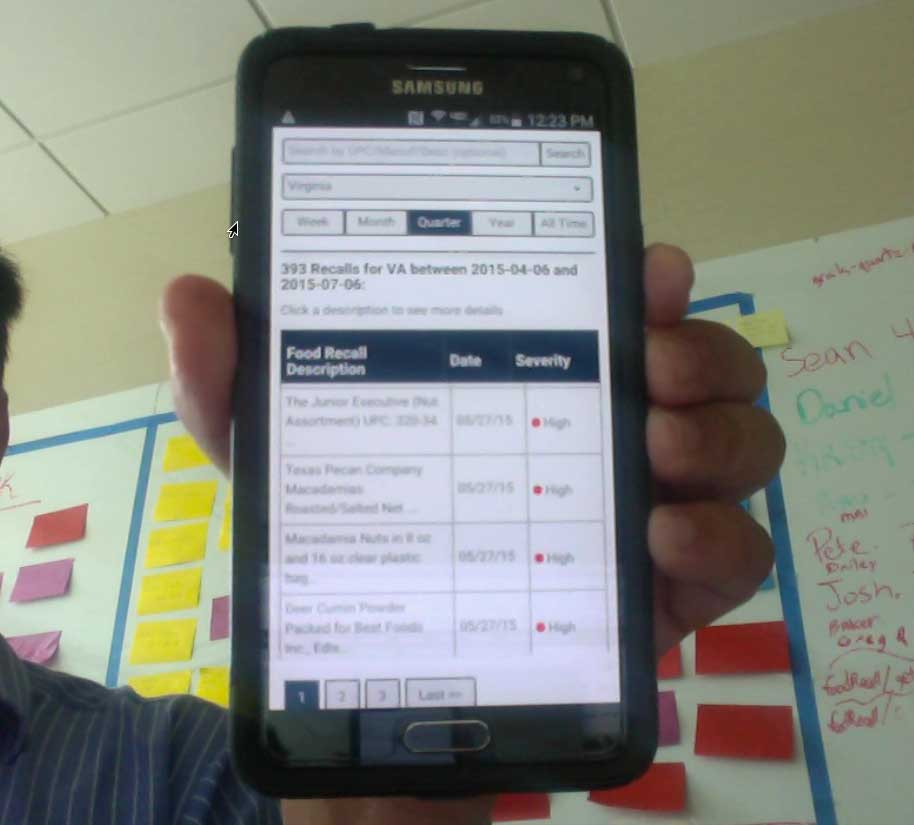 SAMSUNG
12:23 PM
Search
Virginia
Week Month Quarter Year All Time
393 Recalls for VA between 2015-04-06 and
2015-07-06:
Click a description to see more details
Food Recall
Description Date Severity
The Junior Executive (Nut
Assortment) UPC: 320-34
... 05/27/15 High
Texas Pecan Company
Macadamias 05/27/15 High
Roasted/Salted Net ...
Macadamia Nuts in 8 oz
and 16 oz clear plastic 05/27/15 High
bag...
Deer Cumin Powder
Packed for Best Foods 05/27/15 High
Inc., Edis...
1 2 3 Last >>
Sean 4
Daniel
Pete
Josh.